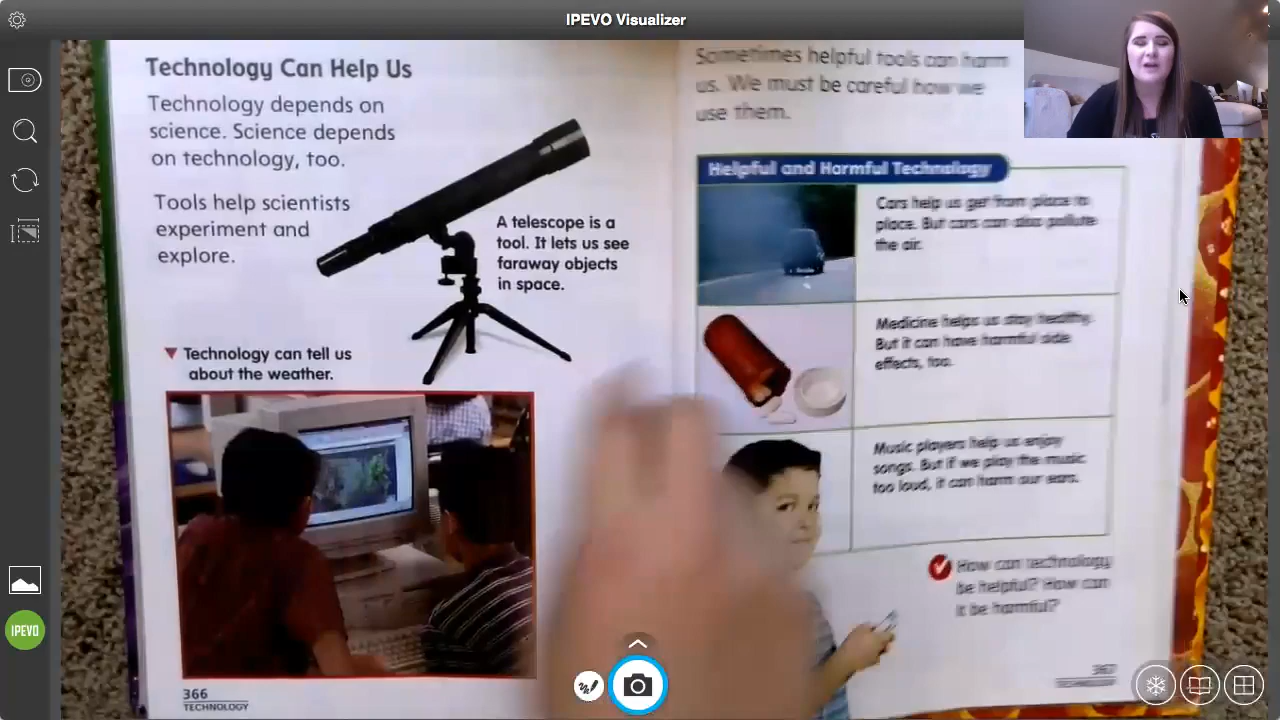 IPEVO Visualizer
Technology Can Help Us
Technology depends on
science. Science depends
on technology, too.
Tools help scientists
experiment and
explore.
A telescope is a
tool. It lets us see
faraway objects
in space.
Technology can tell us
about the weather.
366
TECHNOLOGY
Sometimes helpful tools can harm
us. We must be careful how we
use them.
Helpful and Harmful Technology
Cars help us get from place to
place. But cars can also pollute
the air.
Medicine helps us stay healthy.
But it can have harmful side
effects, too.
Music players help us enjoy
songs. But if we play the music
too loud, it can harm our ears.
How can technology
be helpful? How can
it be harmful?
367
TECHNOLOGY
IPEVO